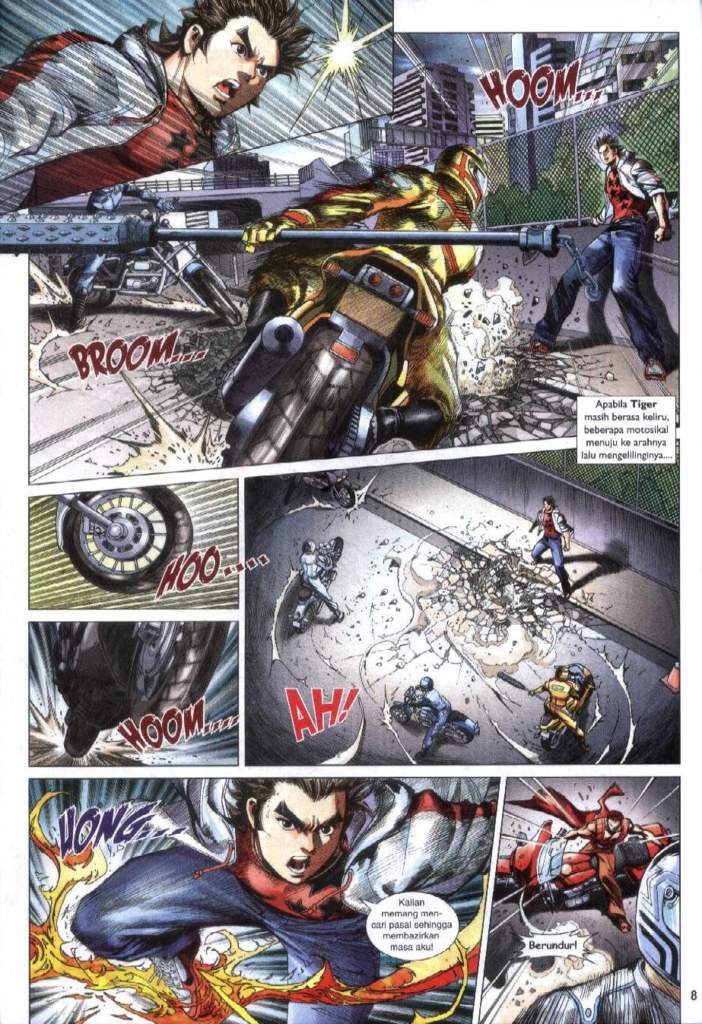 HOOM...
BROOM...
Apabila Tiger
masih berasa keliru,
beberapa motosikal
menuju ke arahnya
lalu mengelilinginya....
HOO....
HOOM....
AH!
UONG...
Kalian
memang men-
cari pasal sehingga
membazirkan
masa aku!
Berundur!
8